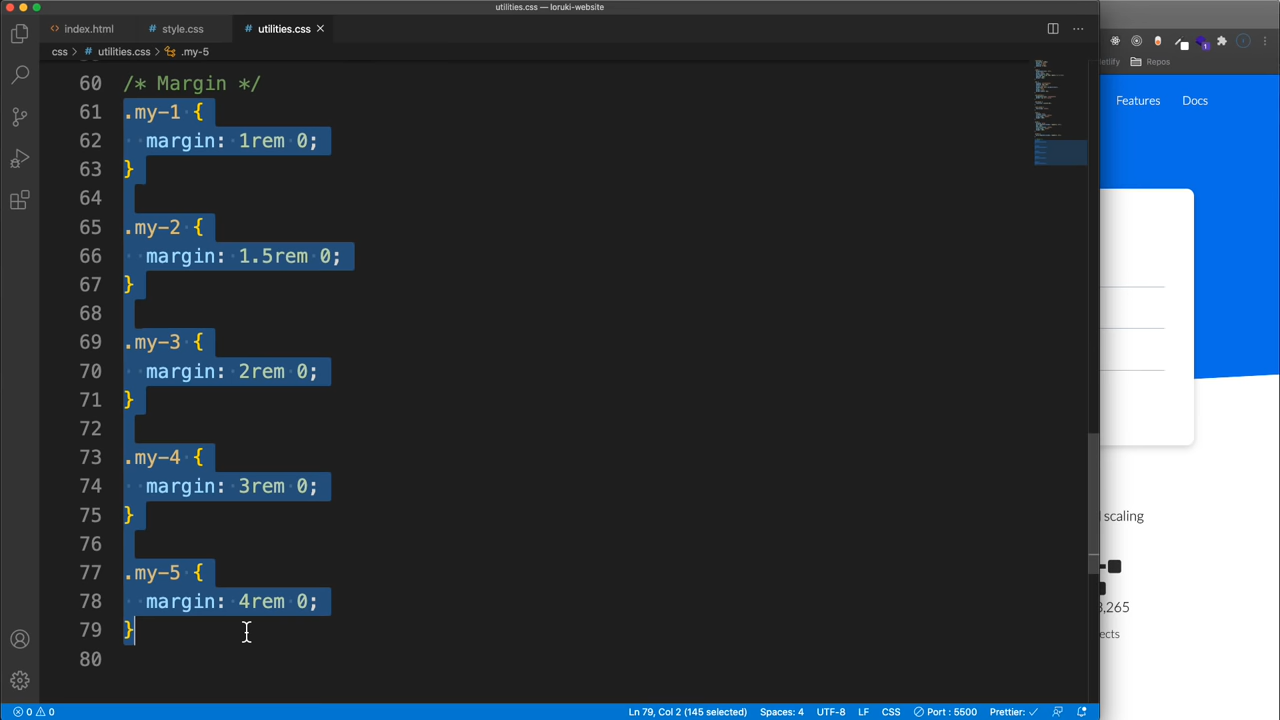 utilities.css — loruki-website
index.html
style.css
# utilities.css
css > # utilities.css > .my-5
60 /* Margin */
61 .my-1 {
62 margin: 1rem 0;
63 }
64
65 .my-2 {
66 margin: 1.5rem 0;
67 }
68
69 .my-3 {
70 margin: 2rem 0;
71 }
72
73 .my-4 {
74 margin: 3rem 0;
75 }
76
77 .my-5 {
78 margin: 4rem 0;
79 }
80
0 0
Ln 79, Col 2 (145 selected)
Spaces: 4
UTF-8
LF
CSS
Port : 5500
Prettier: ✓
Repos
Features
Docs
scaling
,265
ects